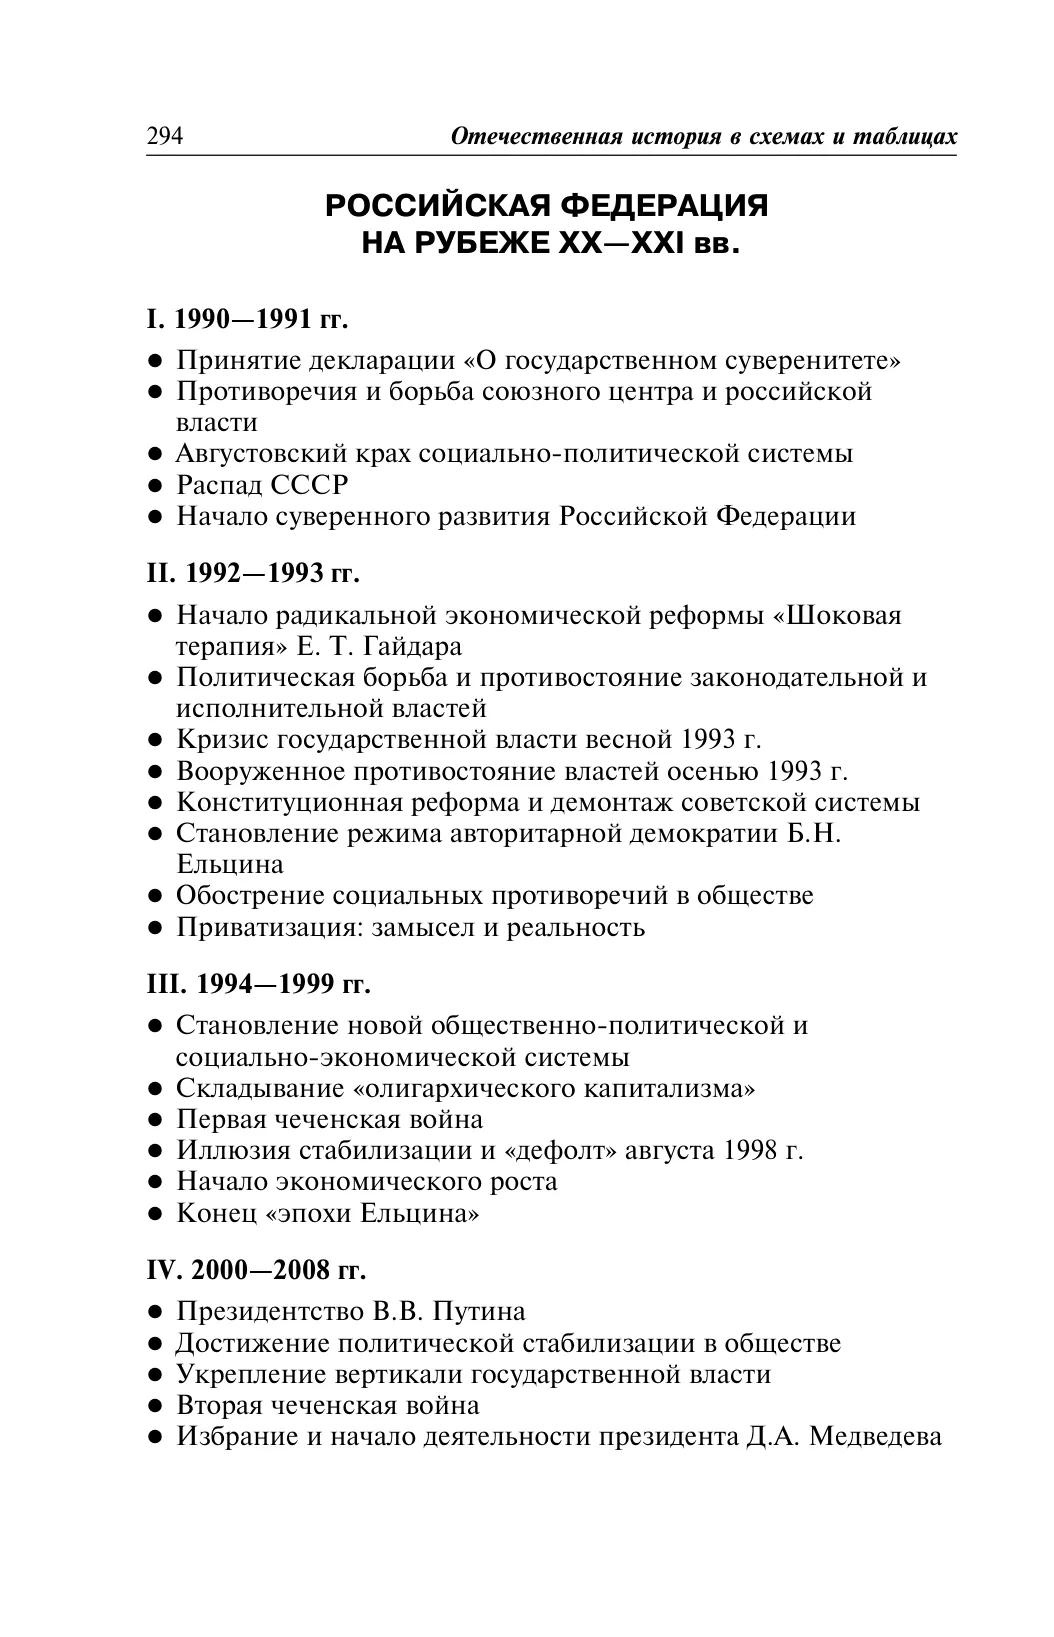 294
Отечественная история в схемах и таблицах
РОССИЙСКАЯ ФЕДЕРАЦИЯ
НА РУБЕЖЕ XX—XXI вв.
I. 1990—1991 гг.
● Принятие декларации «О государственном суверенитете»
● Противоречия и борьба союзного центра и российской
власти
● Августовский крах социально-политической системы
● Распад СССР
● Начало суверенного развития Российской Федерации
II. 1992—1993 гг.
● Начало радикальной экономической реформы «Шоковая
терапия» Е. Т. Гайдара
● Политическая борьба и противостояние законодательной и
исполнительной властей
● Кризис государственной власти весной 1993 г.
● Вооруженное противостояние властей осенью 1993 г.
● Конституционная реформа и демонтаж советской системы
● Становление режима авторитарной демократии Б.Н.
Ельцина
● Обострение социальных противоречий в обществе
● Приватизация: замысел и реальность
III. 1994—1999 гг.
● Становление новой общественно-политической и
социально-экономической системы
● Складывание «олигархического капитализма»
● Первая чеченская война
● Иллюзия стабилизации и «дефолт» августа 1998 г.
● Начало экономического роста
● Конец «эпохи Ельцина»
IV. 2000—2008 гг.
● Президентство В.В. Путина
● Достижение политической стабилизации в обществе
● Укрепление вертикали государственной власти
● Вторая чеченская война
● Избрание и начало деятельности президента Д.А. Медведева